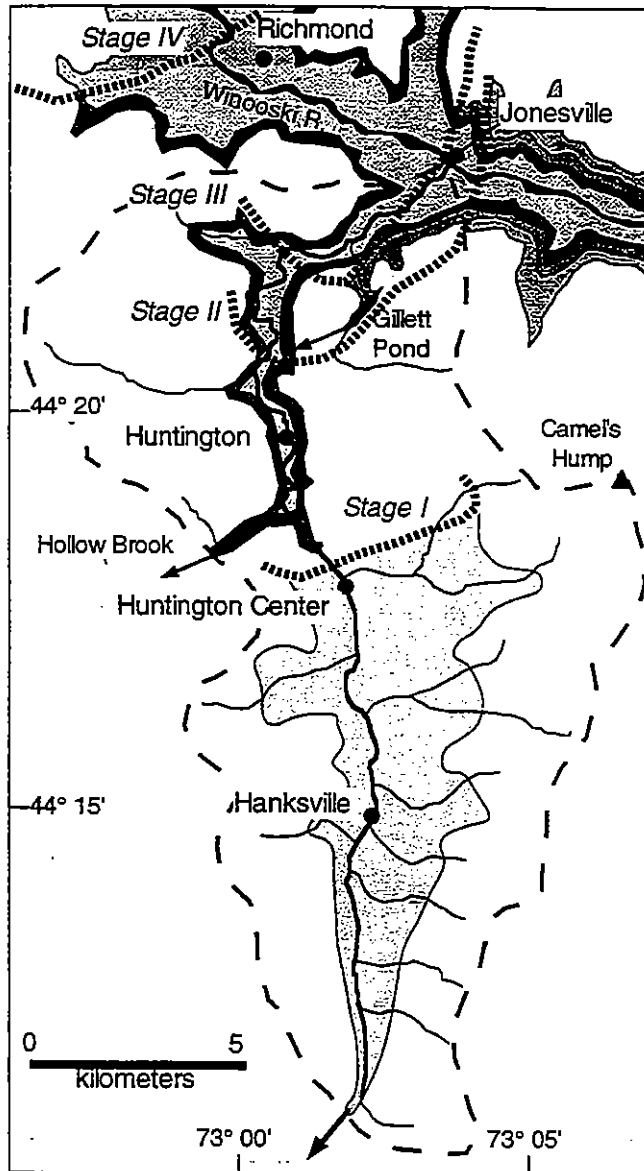 Stage IV
Richmond
Winooski R.
Jonesville
Stage III
Stage II
Gillett
Pond
44° 20'
Huntington
Camel's
Hump
Stage I
Hollow Brook
Huntington Center
44° 15'
Hanksville
0 5
kilometers
73° 00' 73° 05'